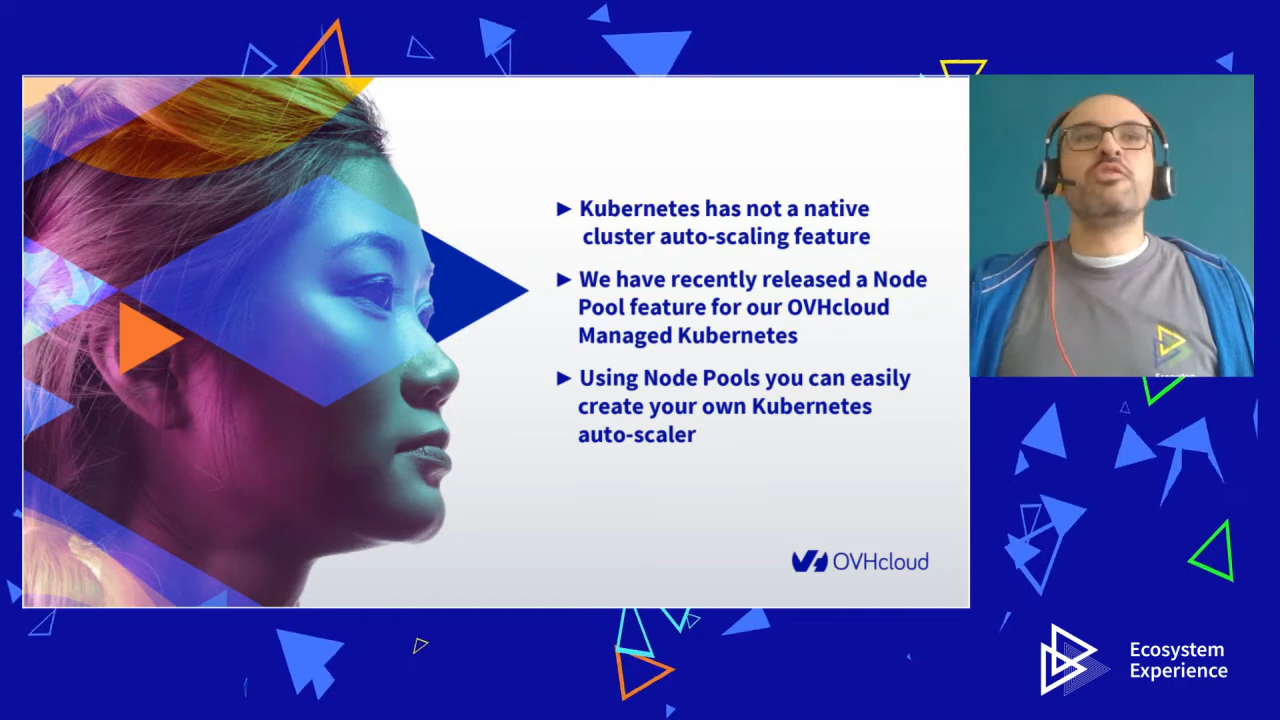 ► Kubernetes has not a native
cluster auto-scaling feature
► We have recently released a Node
Pool feature for our OVHcloud
Managed Kubernetes
► Using Node Pools you can easily
create your own Kubernetes
auto-scaler
OVHcloud
Ecosystem
Experience